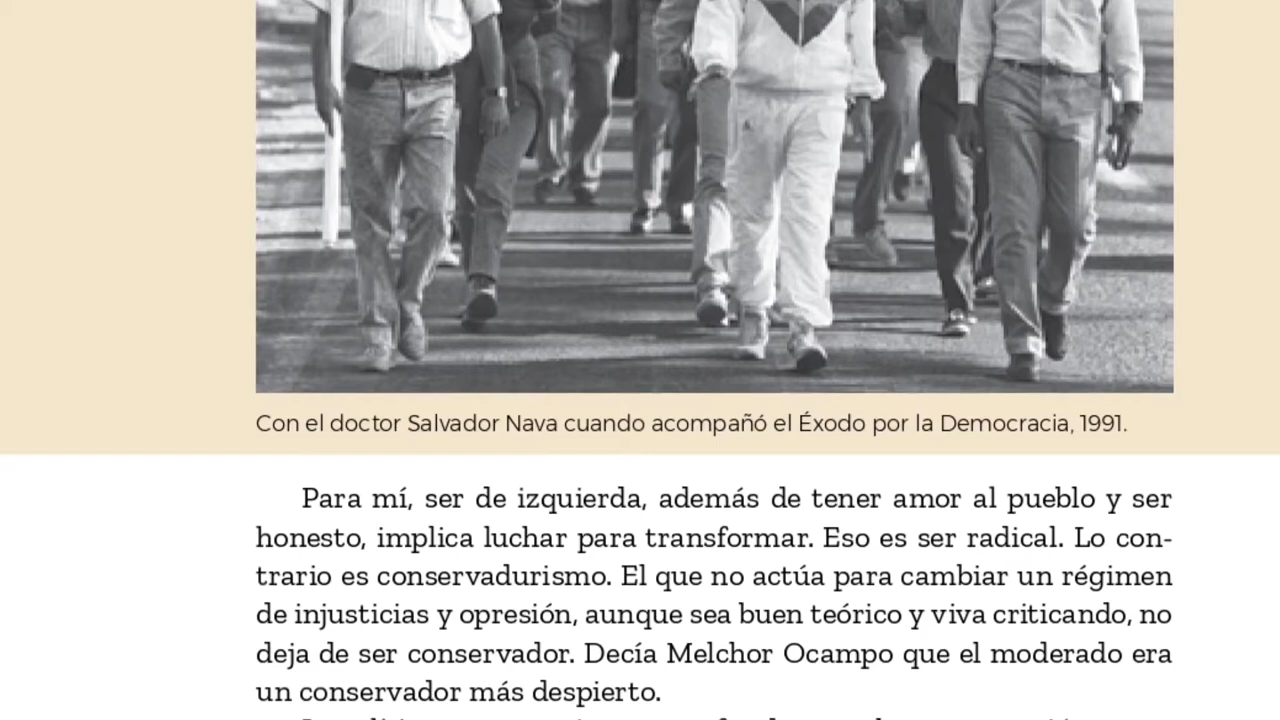 Con el doctor Salvador Nava cuando acompañó el Éxodo por la Democracia, 1991.
Para mí, ser de izquierda, además de tener amor al pueblo y ser
honesto, implica luchar para transformar. Eso es ser radical. Lo con-
trario es conservadurismo. El que no actúa para cambiar un régimen
de injusticias y opresión, aunque sea buen teórico y viva criticando, no
deja de ser conservador. Decía Melchor Ocampo que el moderado era
un conservador más despierto.